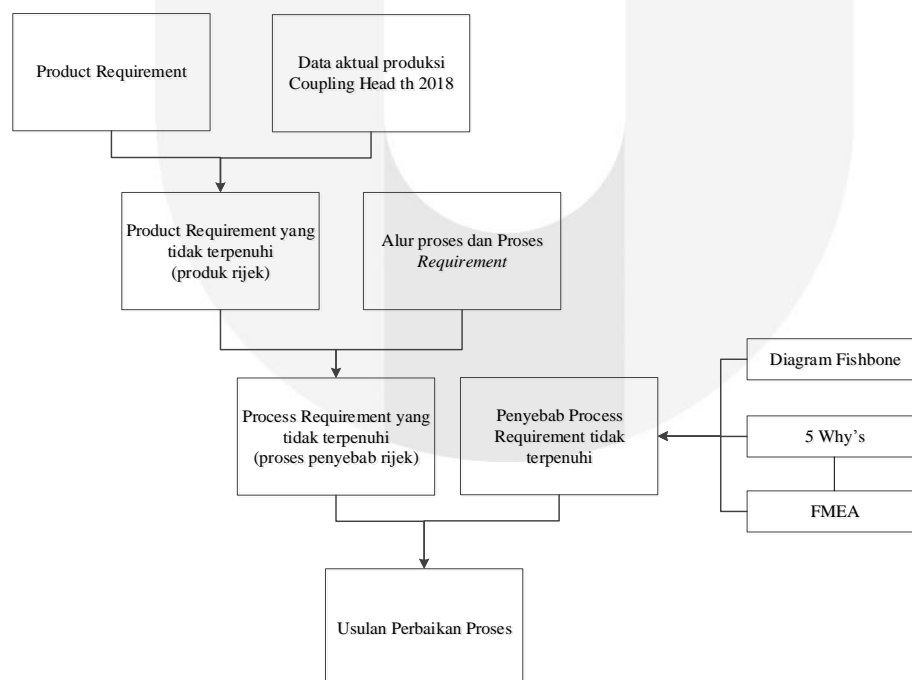 Product Requirement
Data aktual produksi
Coupling Head th 2018
Product Requirement yang
tidak terpenuhi
(produk rijek)
Alur proses dan Proses
Requirement
Process Requirement yang
tidak terpenuhi
(proses penyebab rijek)
Penyebab Process
Requirement tidak
terpenuhi
Diagram Fishbone
5 Why’s
FMEA
Usulan Perbaikan Proses